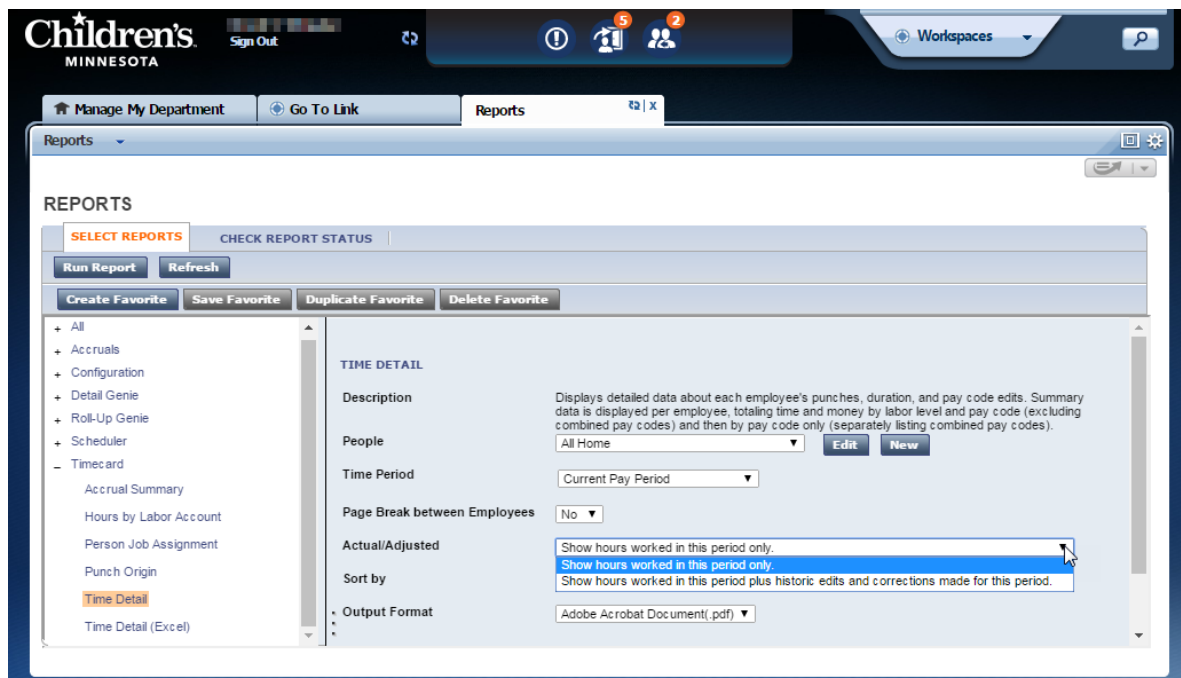 Children's
MINNESOTA
Sign Out
5
2
Workspaces
Manage My Department
Go To Link
Reports
X
Reports
REPORTS
SELECT REPORTS
CHECK REPORT STATUS
Run Report
Refresh
Create Favorite
Save Favorite
Duplicate Favorite
Delete Favorite
+ All
+ Accruals
+ Configuration
+ Detail Genie
+ Roll-Up Genie
+ Scheduler
– Timecard
Accrual Summary
Hours by Labor Account
Person Job Assignment
Punch Origin
Time Detail
Time Detail (Excel)
TIME DETAIL
Description
Displays detailed data about each employee's punches, duration, and pay code edits. Summary
data is displayed per employee, totaling time and money by labor level and pay code (excluding
combined pay codes) and then by pay code only (separately listing combined pay codes).
People
All Home
Edit
New
Time Period
Current Pay Period
Page Break between Employees
No
Actual/Adjusted
Show hours worked in this period only.
Show hours worked in this period only.
Show hours worked in this period plus historic edits and corrections made for this period.
Sort by
Output Format
Adobe Acrobat Document(.pdf)